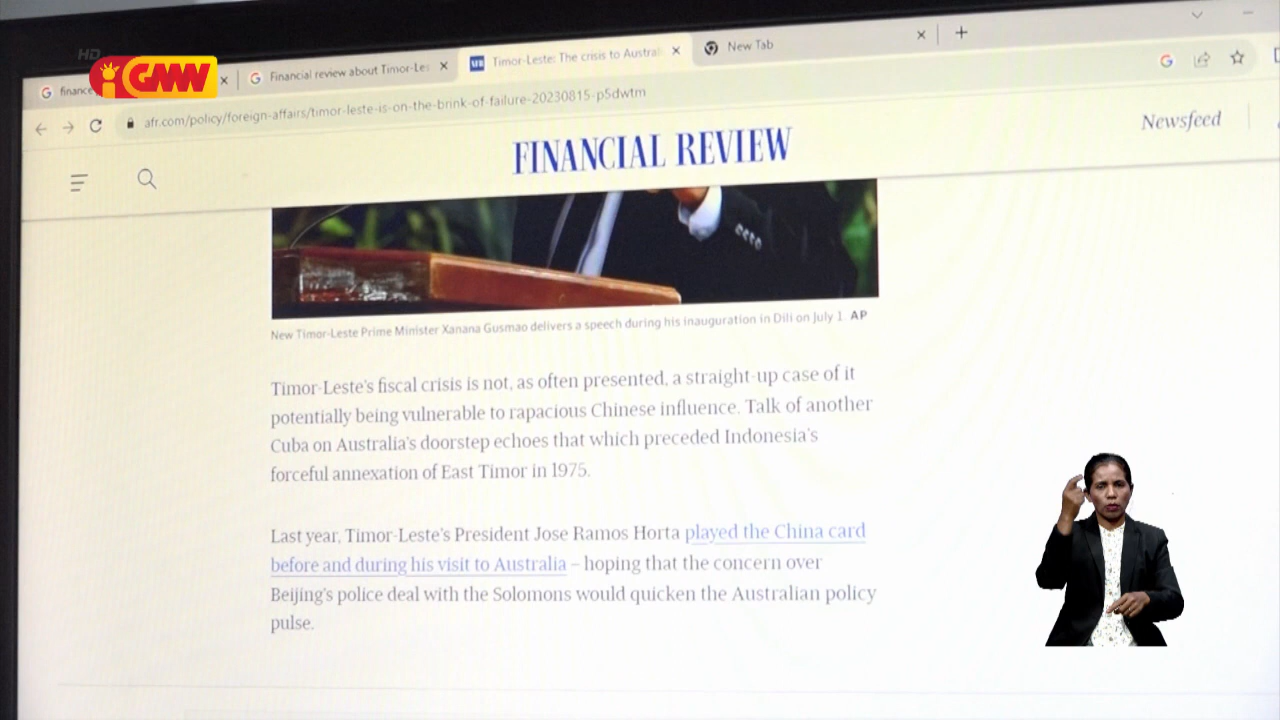 HD
GMW
Financial review about Timor-Le
Timor-Leste: The crisis to Austral
New Tab
afr.com/policy/foreign-affairs/timor-leste-is-on-the-brink-of-failure-20230815-p5dwtm
FINANCIAL REVIEW
Newsfeed
New Timor-Leste Prime Minister Xanana Gusmao delivers a speech during his inauguration in Dili on July 1. AP
Timor-Leste's fiscal crisis is not, as often presented, a straight-up case of it
potentially being vulnerable to rapacious Chinese influence. Talk of another
Cuba on Australia's doorstep echoes that which preceded Indonesia's
forceful annexation of East Timor in 1975.
Last year, Timor-Leste's President Jose Ramos Horta played the China card
before and during his visit to Australia – hoping that the concern over
Beijing's police deal with the Solomons would quicken the Australian policy
pulse.